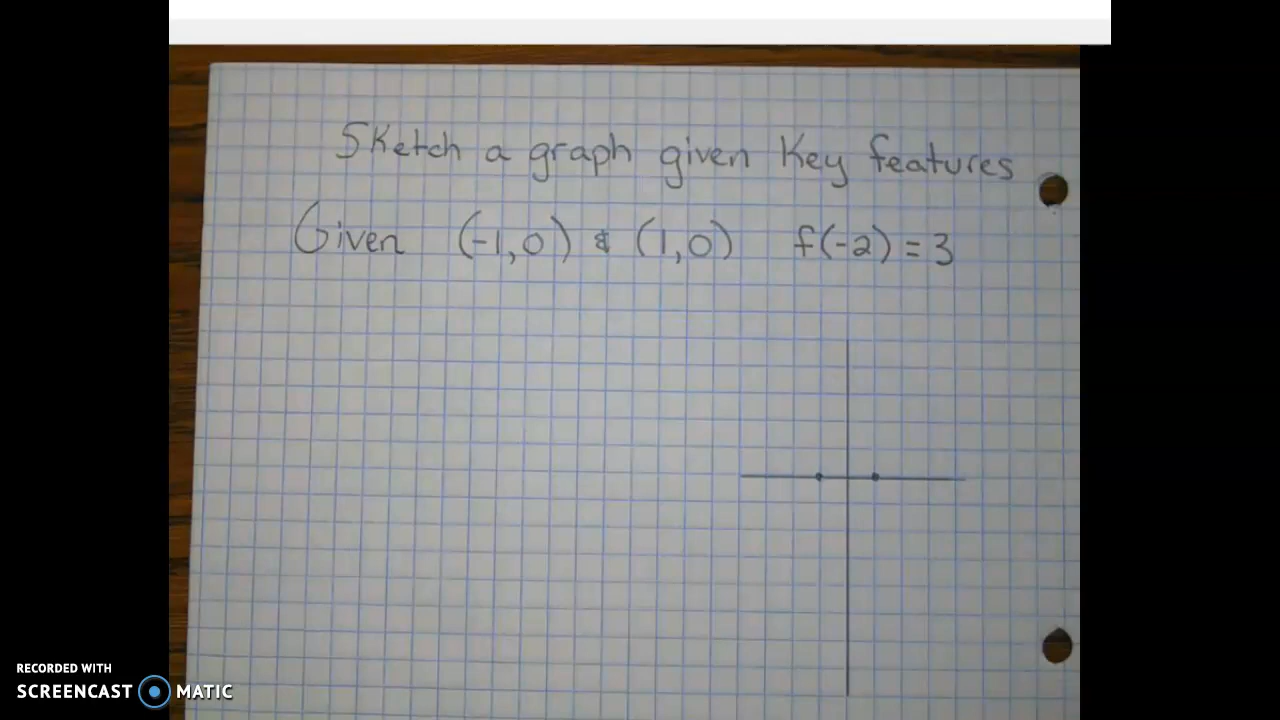 Sketch a graph given Key features
Given (-1,0) & (1,0) f(-2) = 3
RECORDED WITH
SCREENCAST MATIC